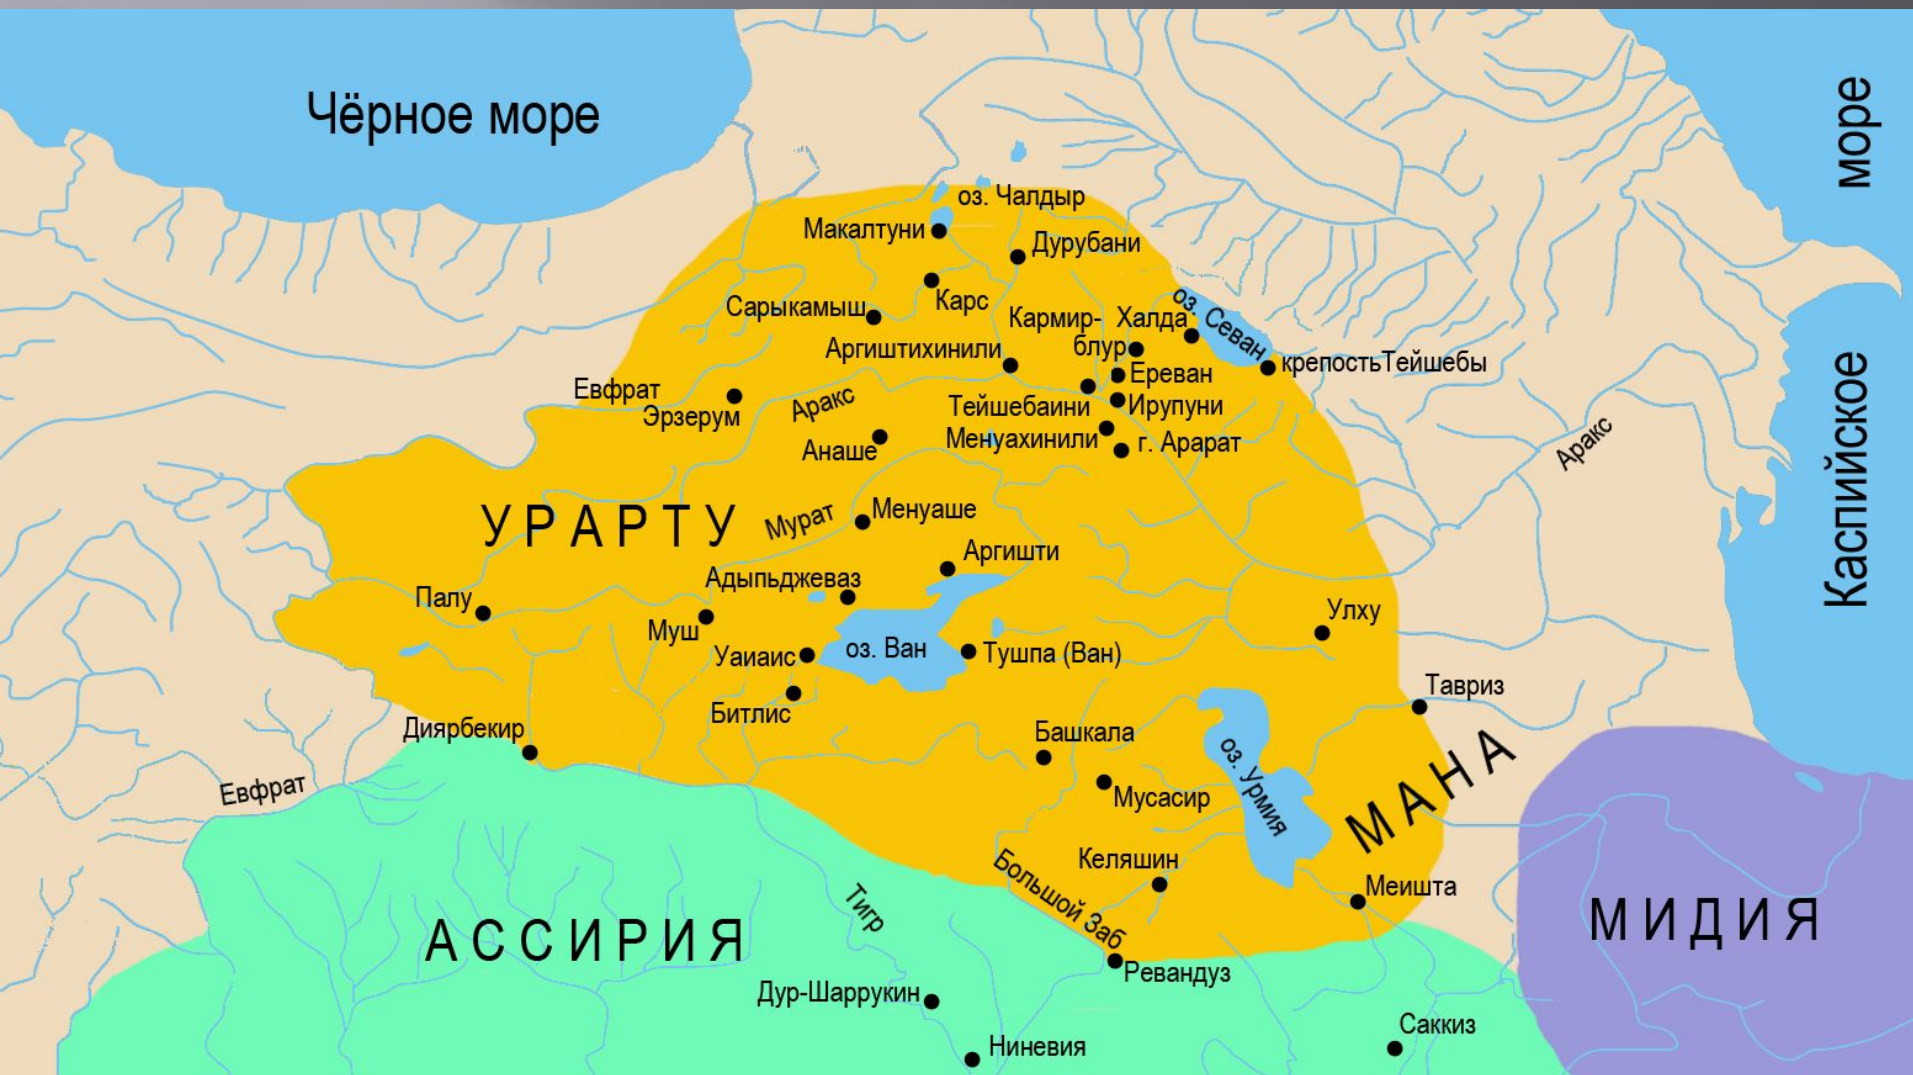 Чёрное море
море
Каспийское
оз. Чалдыр
Макалтуни
Дурубани
Карс
Сарыкамыш
Кармир-
блур
Халда
оз. Севан
Аргиштихинили
крепостьТейшебы
Ереван
Евфрат
Эрзерум
Аракс
Тейшебаини
Ирупуни
Анаше
Менуахинили
г. Арарат
Аракс
УРАРТУ
Мурат
Менуаше
Аргишти
Адыпьджеваз
Палу
Муш
Уаиаис
оз. Ван
Тушпа (Ван)
Улху
Битлис
Тавриз
Диярбекир
Башкала
оз. Урмия
МАНА
Евфрат
Мусасир
Келяшин
Большой Заб
Меишта
Тигр
АССИРИЯ
МИДИЯ
Ревандуз
Дур-Шаррукин
Саккиз
Ниневия